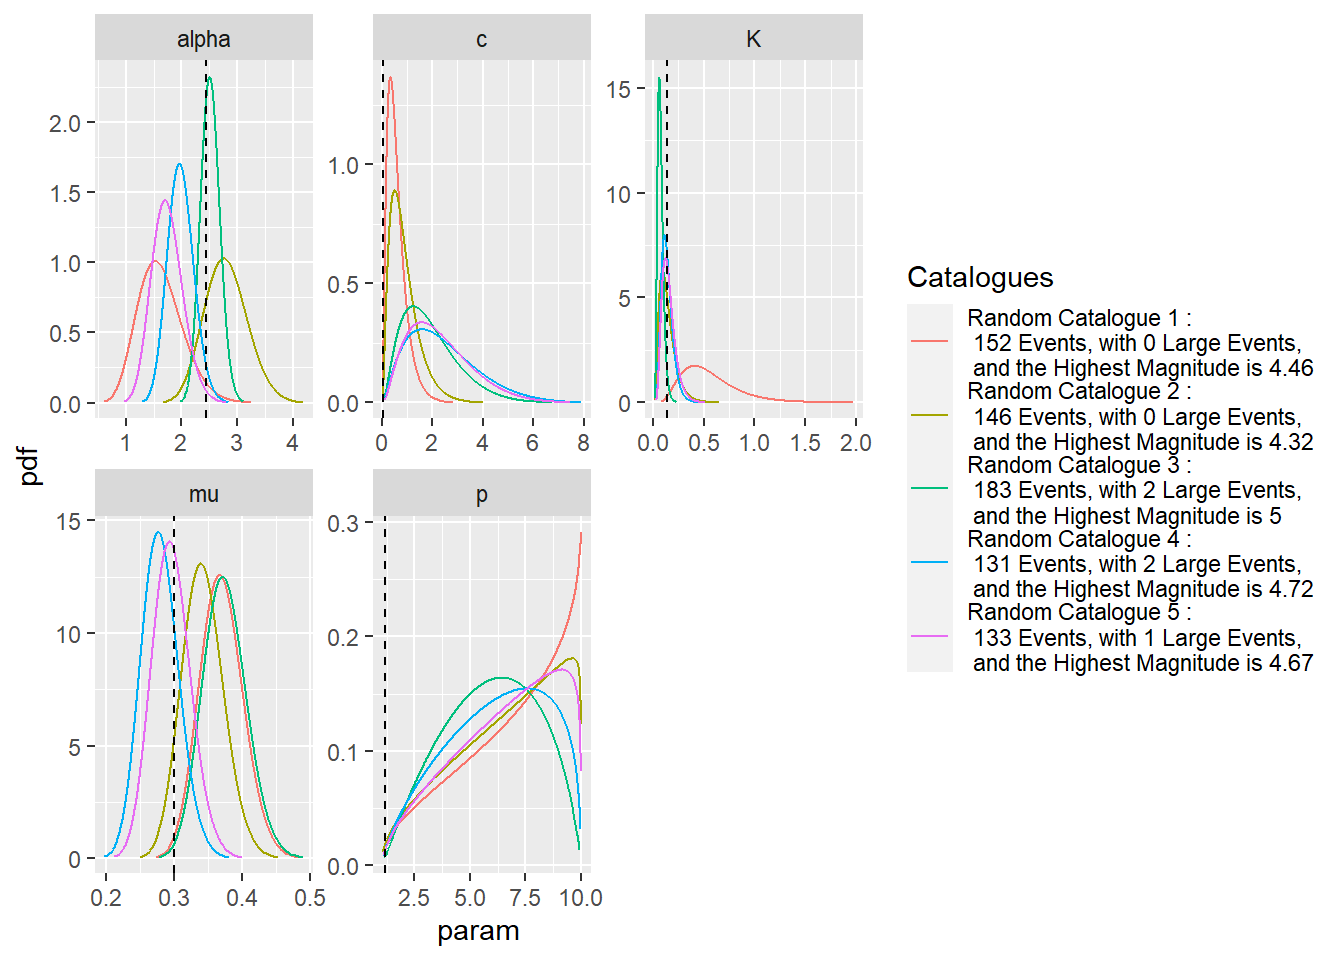 alpha
c
K
2.0
1.5
1.0
0.5
0.0
1.0
0.5
0.0
15
10
5
0
1 2 3 4
0 2 4 6 8
0.0 0.5 1.0 1.5 2.0
pdf
mu
p
15
10
5
0
0.3
0.2
0.1
0.0
0.2 0.3 0.4 0.5
2.5 5.0 7.5 10.0
param
Catalogues
Random Catalogue 1 :
152 Events, with 0 Large Events,
and the Highest Magnitude is 4.46
Random Catalogue 2 :
146 Events, with 0 Large Events,
and the Highest Magnitude is 4.32
Random Catalogue 3 :
183 Events, with 2 Large Events,
and the Highest Magnitude is 5
Random Catalogue 4 :
131 Events, with 2 Large Events,
and the Highest Magnitude is 4.72
Random Catalogue 5 :
133 Events, with 1 Large Events,
and the Highest Magnitude is 4.67